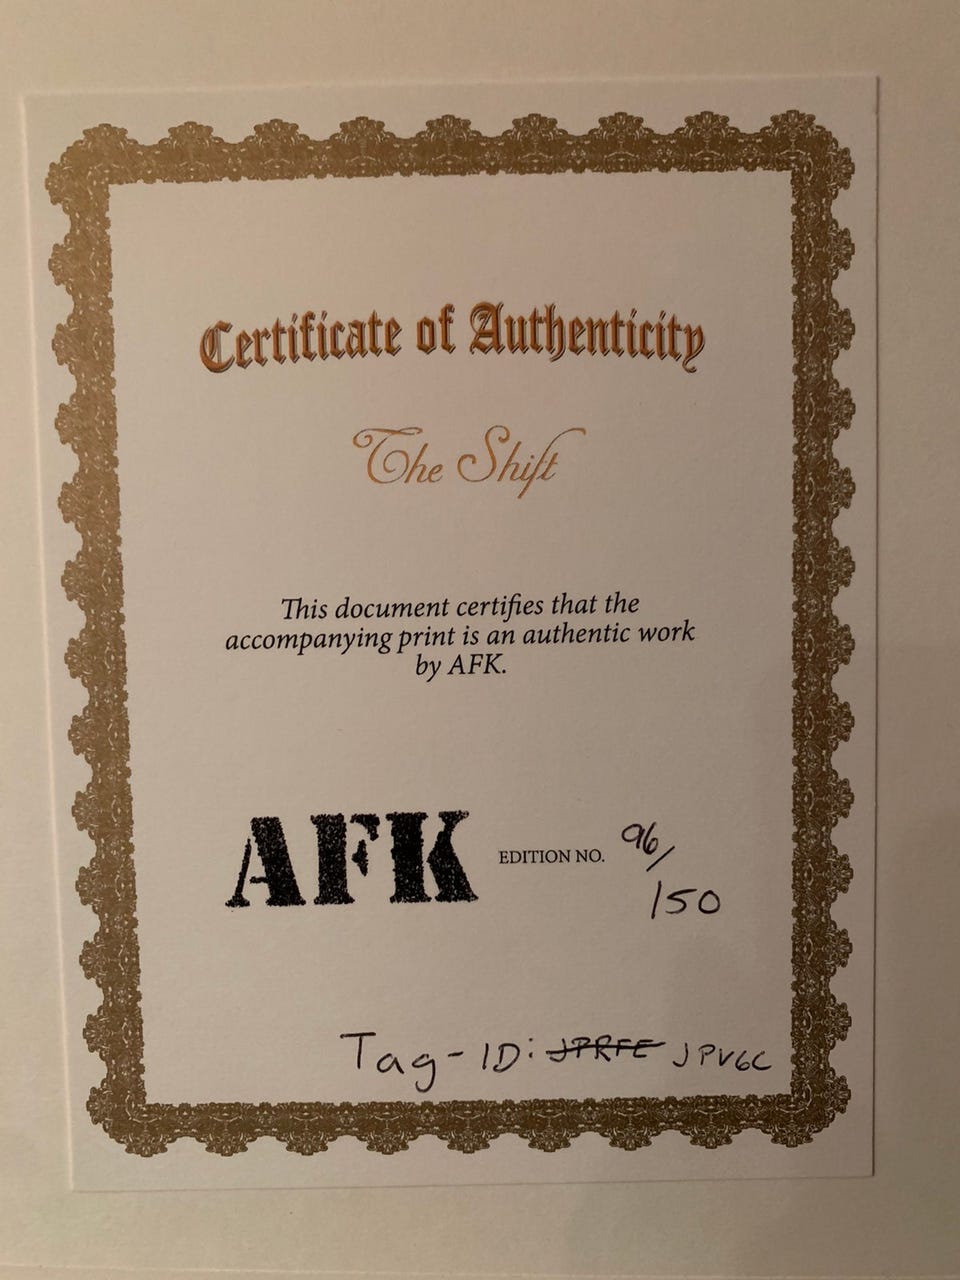 Certificate of Authenticity
The Shift
This document certifies that the
accompanying print is an authentic work
by AFK.
AFK EDITION NO. 96/
150
Tag-ID: JPRFE JPV6C